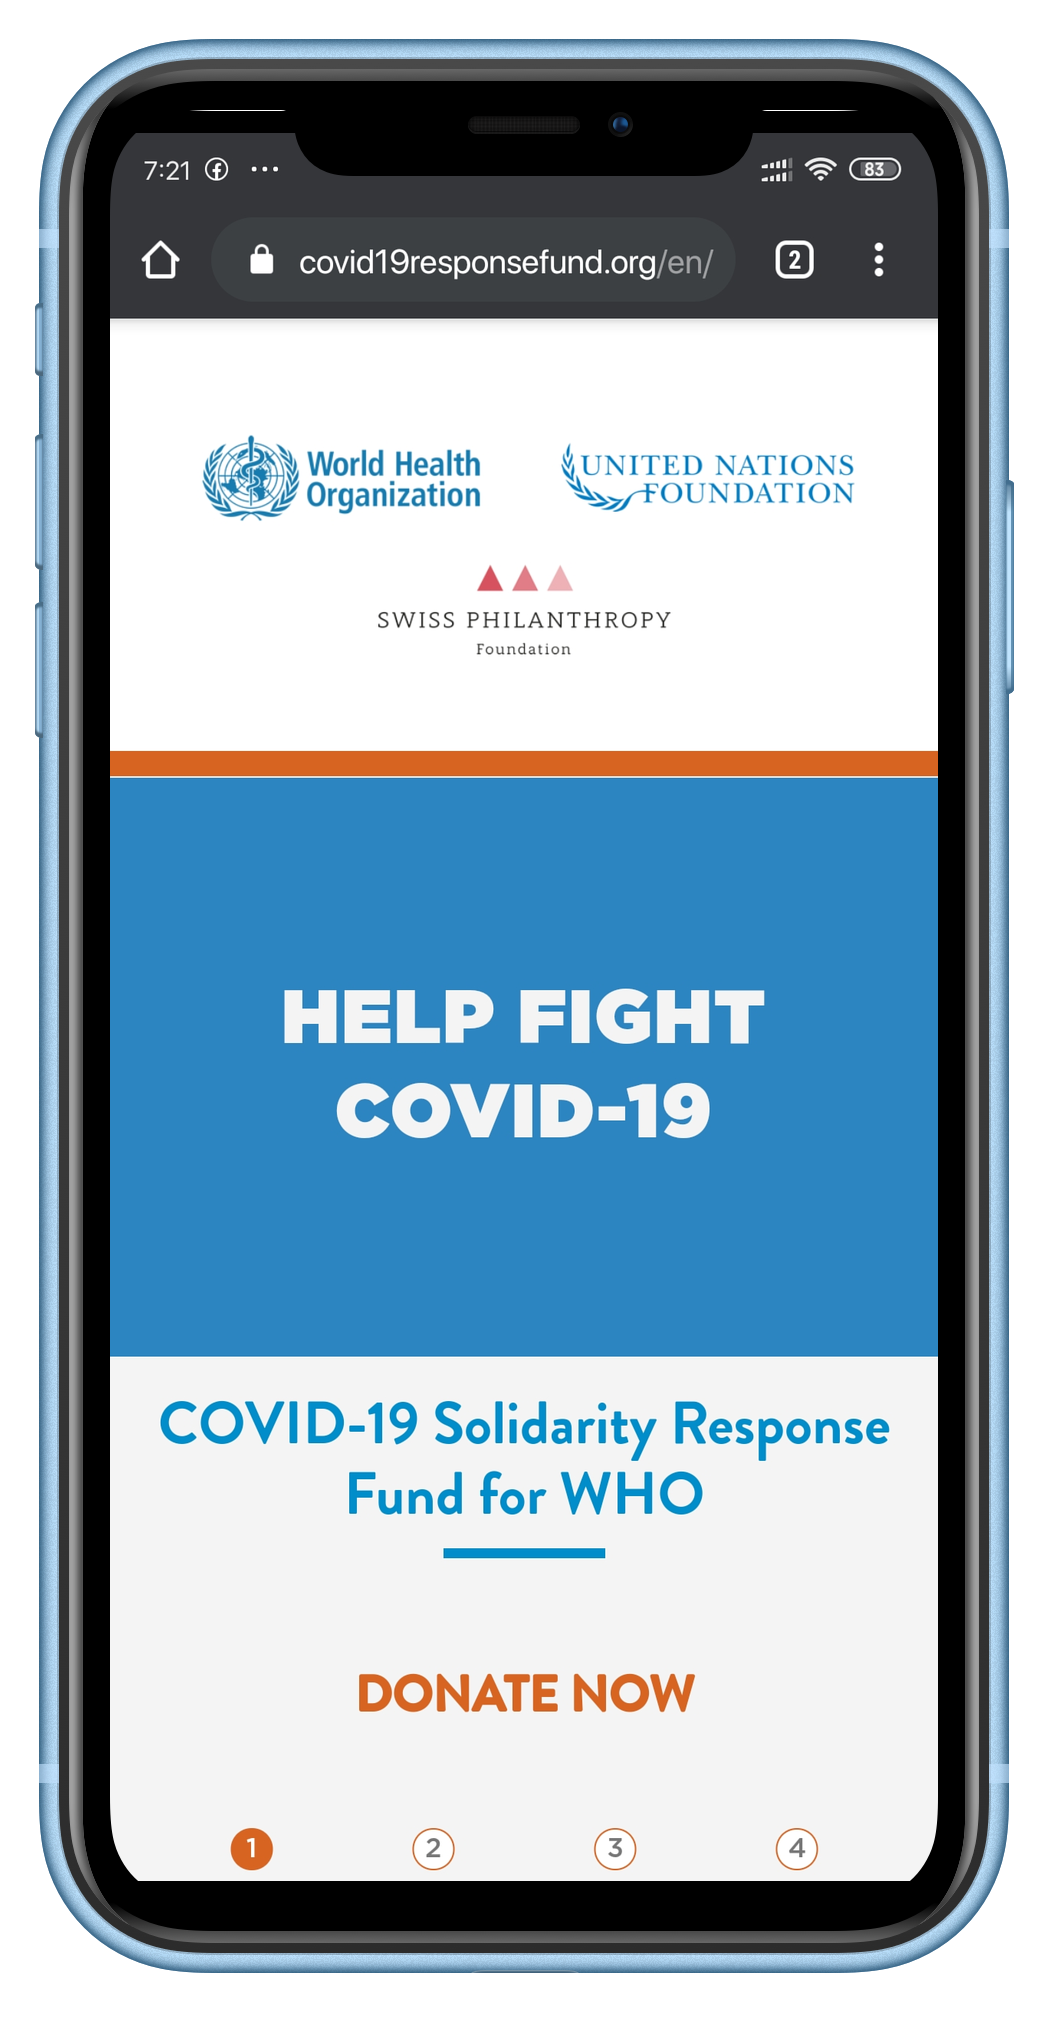 7:21
83
covid19responsefund.org/en/
2
World Health
Organization
UNITED NATIONS
FOUNDATION
SWISS PHILANTHROPY
Foundation
HELP FIGHT
COVID-19
COVID-19 Solidarity Response
Fund for WHO
DONATE NOW
1 2 3 4